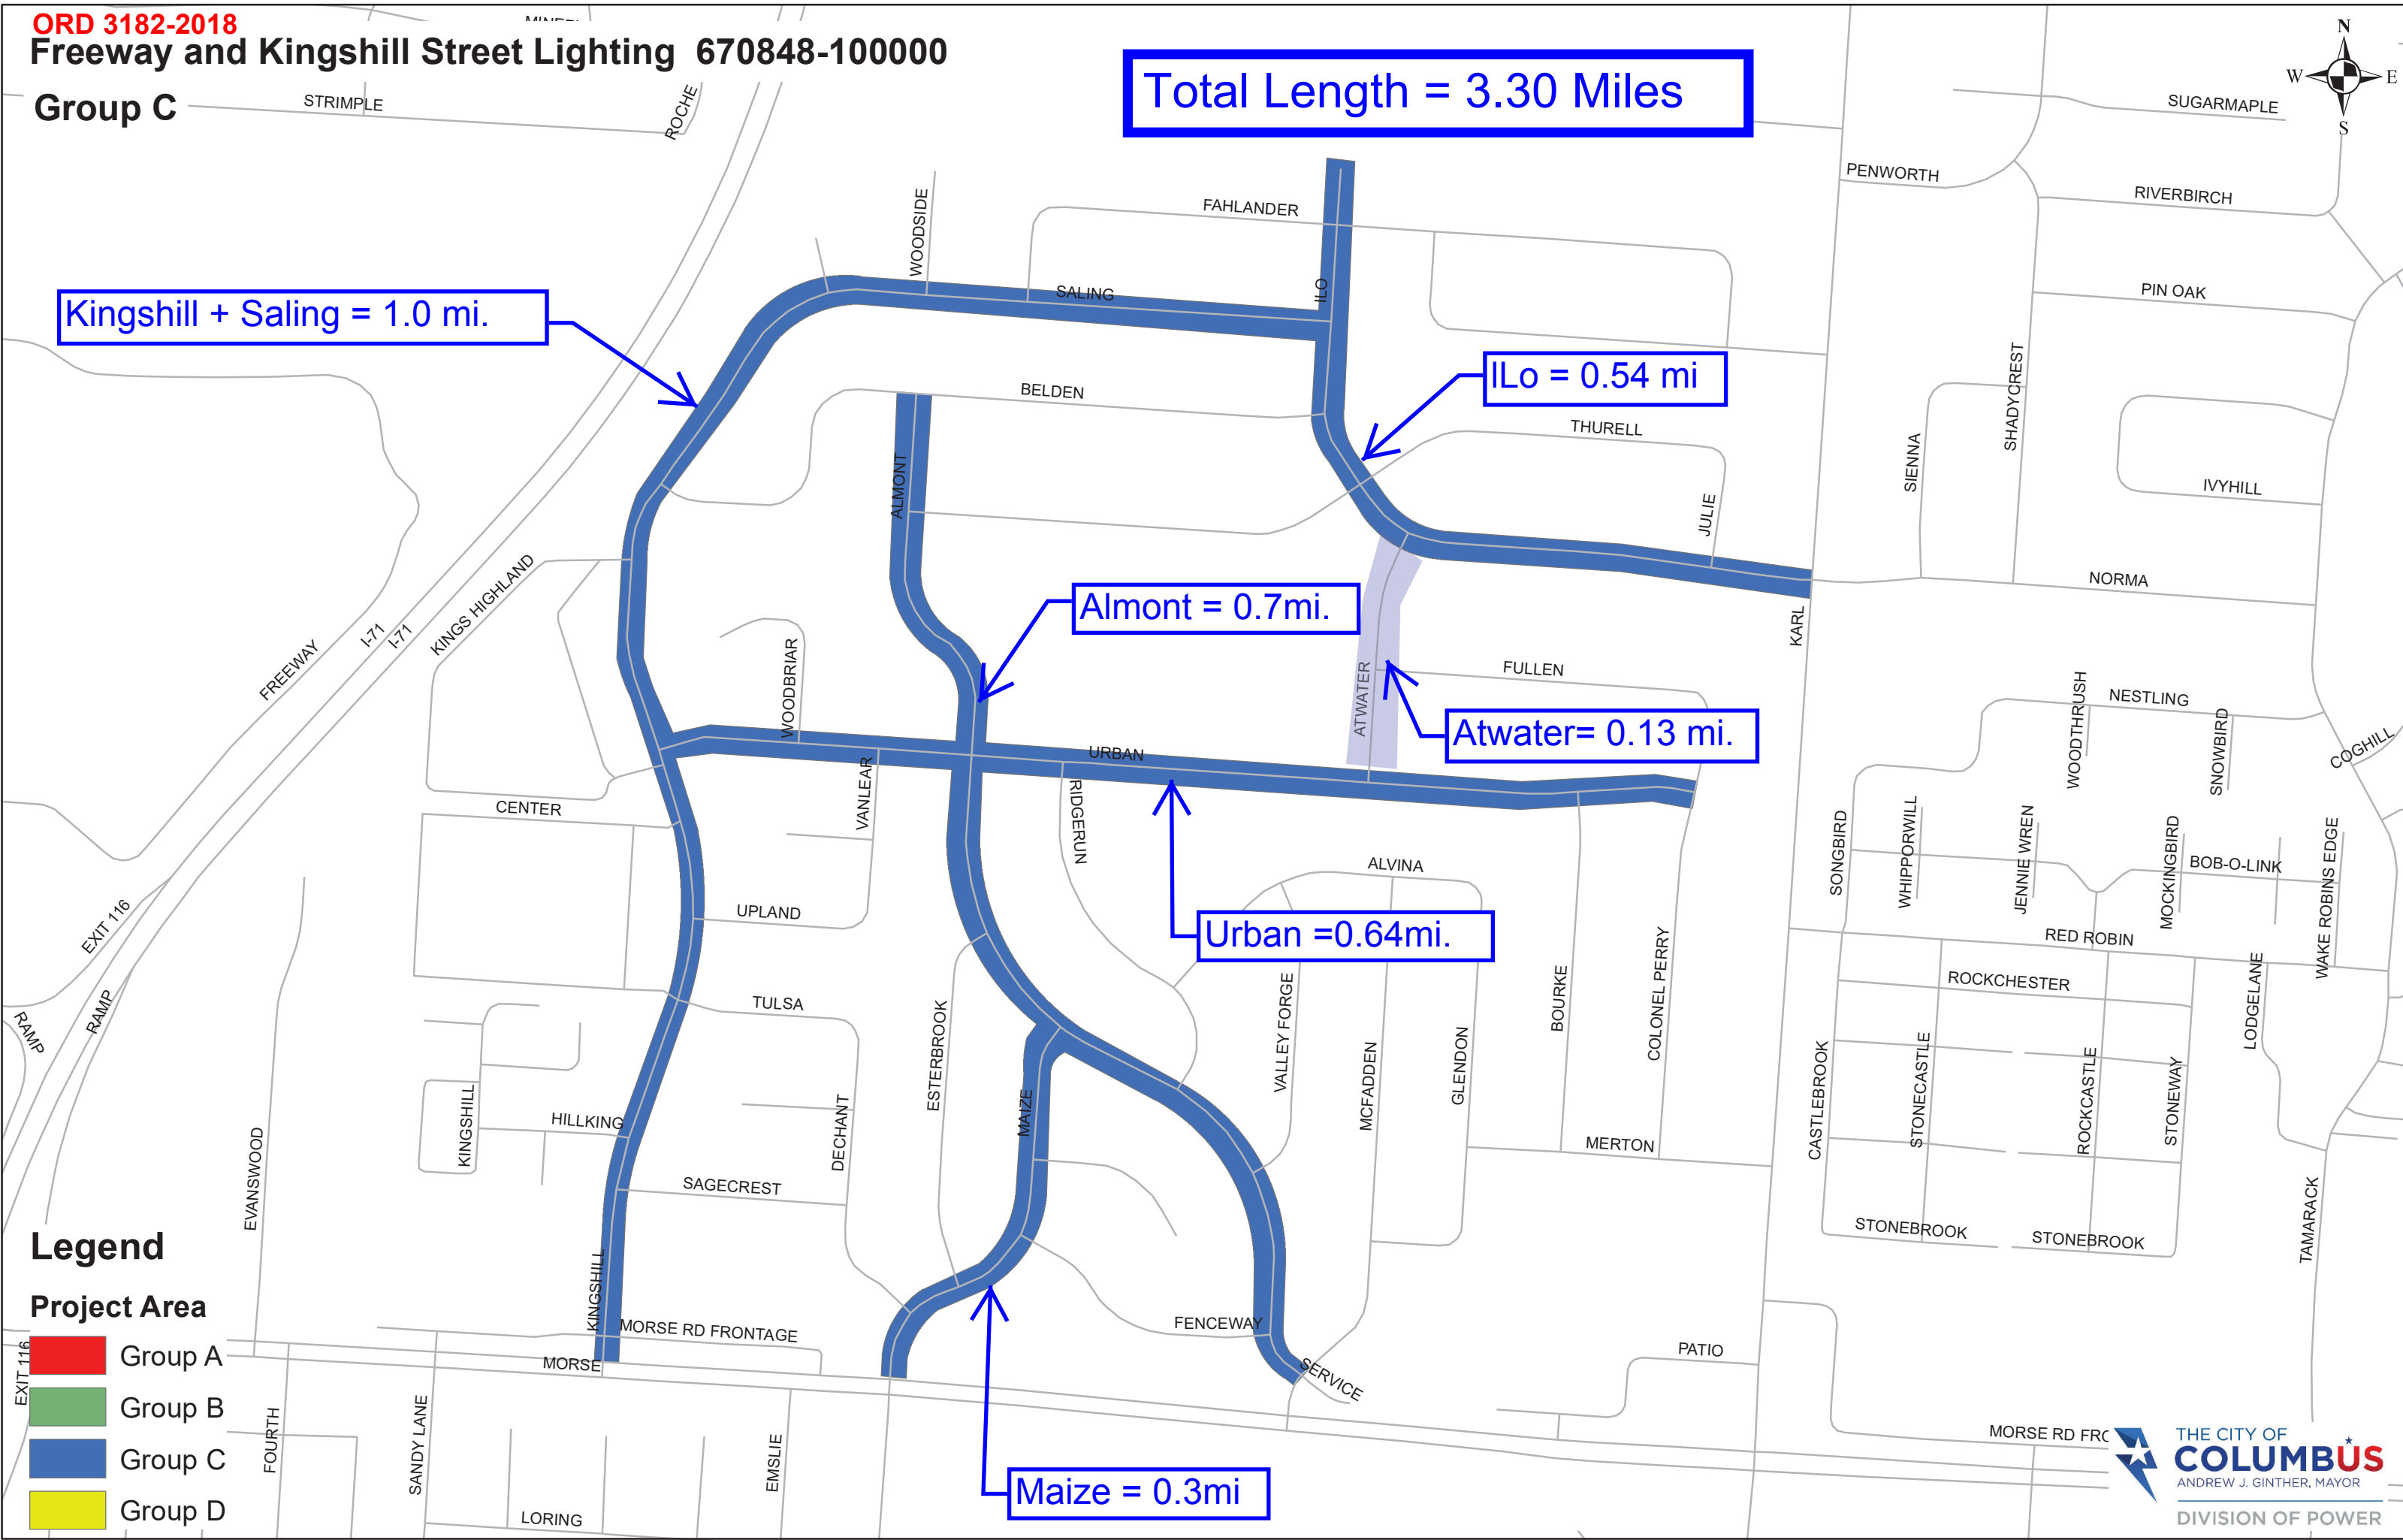 ORD 3182-2018
Freeway and Kingshill Street Lighting 670848-100000
Group C
Total Length = 3.30 Miles
N
W E
S
STRIMPLE
ROCHE
SUGARMAPLE
PENWORTH
RIVERBIRCH
WOODSIDE
FAHLANDER
Kingshill + Saling = 1.0 mi.
SALING
ILO
PIN OAK
ILo = 0.54 mi
BELDEN
THURELL
SHADYCREST
SIENNA
ALMONT
IVYHILL
JULIE
KINGS HIGHLAND
NORMA
Almont = 0.7mi.
KARL
I-71
I-71
FREEWAY
WOODBRIAR
ATWATER
FULLEN
Atwater= 0.13 mi.
WOODTHRUSH
NESTLING
SNOWBIRD
COGHILL
URBAN
CENTER
VANLEAR
RIDGERUN
SONGBIRD
WHIPPORWILL
JENNIE WREN
MOCKINGBIRD
BOB-O-LINK
WAKE ROBINS EDGE
ALVINA
UPLAND
EXIT 116
Urban =0.64mi.
RED ROBIN
ROCKCHESTER
RAMP
RAMP
TULSA
ESTERBROOK
VALLEY FORGE
MCFADDEN
GLENDON
BOURKE
COLONEL PERRY
LODGELANE
CASTLEBROOK
STONECASTLE
ROCKCASTLE
STONEWAY
KINGSHILL
HILLKING
DECHANT
MAIZE
MERTON
EVANSWOOD
SAGECREST
STONEBROOK
STONEBROOK
TAMARACK
Legend
Project Area
Group A
Group B
Group C
Group D
KINGSHILL
MORSE RD FRONTAGE
MORSE
FENCEWAY
SERVICE
PATIO
EXIT 116
FOURTH
SANDY LANE
EMSLIE
LORING
Maize = 0.3mi
MORSE RD FRO
THE CITY OF
COLUMBUS
ANDREW J. GINTHER, MAYOR
DIVISION OF POWER